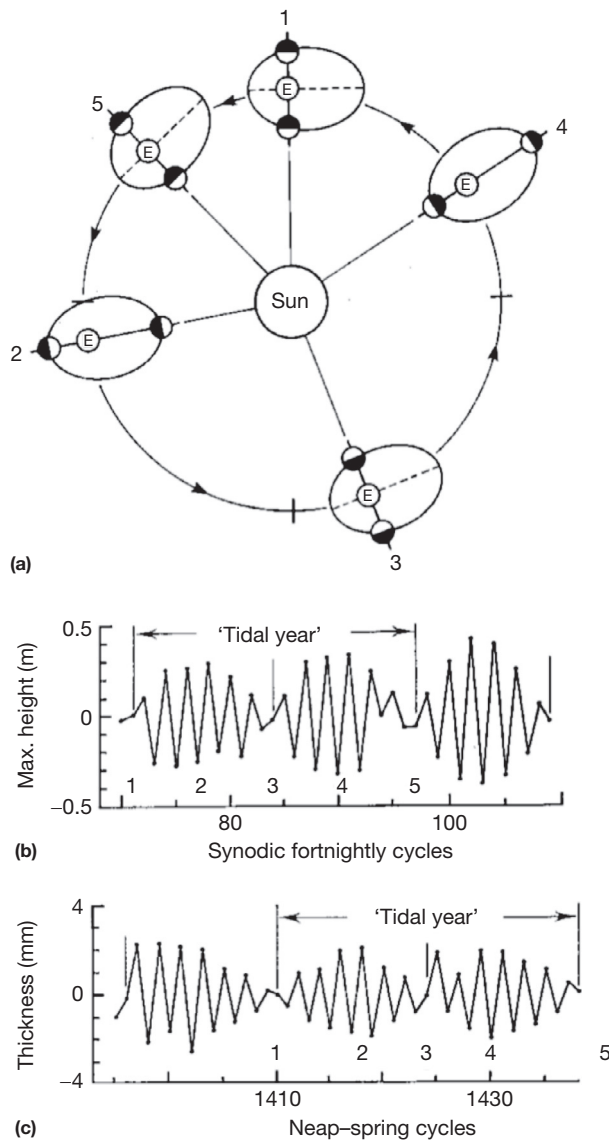 1
5
E
E
4
E
Sun
2
E
E
3
(a)
0.5
'Tidal year'
Max. height (m)
0
1 2 3 4 5
−0.5
80 100
(b)
Synodic fortnightly cycles
4
'Tidal year'
Thickness (mm)
0
1 2 3 4 5
−4
1410 1430
(c)
Neap–spring cycles